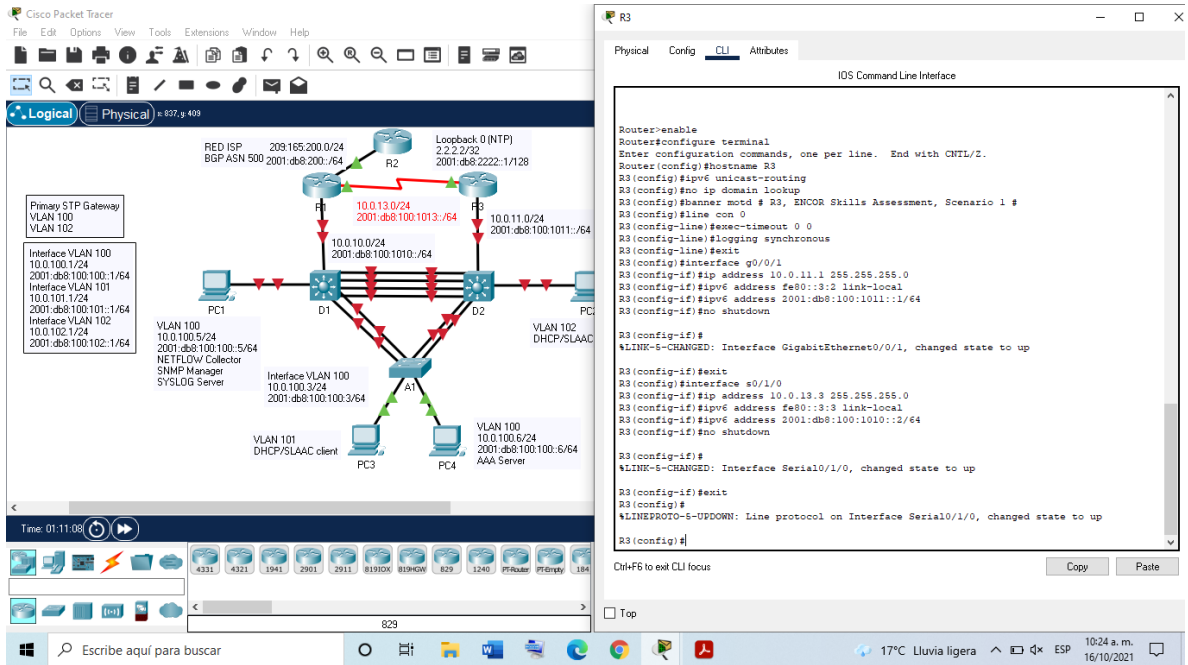 Cisco Packet Tracer
File Edit Options View Tools Extensions Window Help
Logical Physical x: 837, y: 409
RED ISP 209.165.200.0/24
BGP ASN 500 2001:db8:200::/64
R2
Loopback 0 (NTP)
2.2.2.2/32
2001:db8:2222::1/128
Primary STP Gateway
VLAN 100
VLAN 102
R1
10.0.13.0/24
2001:db8:100:1013::/64
R3
10.0.11.0/24
2001:db8:100:1011::/64
10.0.10.0/24
2001:db8:100:1010::/64
Interface VLAN 100
10.0.100.1/24
2001:db8:100:100::1/64
Interface VLAN 101
10.0.101.1/24
2001:db8:100:101::1/64
Interface VLAN 102
10.0.102.1/24
2001:db8:100:102::1/64
PC1
D1
D2
PC2
VLAN 100
10.0.100.5/24
2001:db8:100:100::5/64
NETFLOW Collector
SNMP Manager
SYSLOG Server
VLAN 102
DHCP/SLAAC
Interface VLAN 100
10.0.100.3/24
2001:db8:100:100:3/64
A1
VLAN 101
DHCP/SLAAC client
PC3
VLAN 100
10.0.100.6/24
2001:db8:100:100::6/64
AAA Server
PC4
Time: 01:11:08
4331 4321 1941 2901 2911 819IOX 819HGW 829 1240 PT-Router PT-Empty 184
829
R3
Physical Config CLI Attributes
IOS Command Line Interface
Router>enable
Router#configure terminal
Enter configuration commands, one per line. End with CNTL/Z.
Router(config)#hostname R3
R3(config)#ipv6 unicast-routing
R3(config)#no ip domain lookup
R3(config)#banner motd # R3, ENCOR Skills Assessment, Scenario 1 #
R3(config)#line con 0
R3(config-line)#exec-timeout 0 0
R3(config-line)#logging synchronous
R3(config-line)#exit
R3(config)#interface g0/0/1
R3(config-if)#ip address 10.0.11.1 255.255.255.0
R3(config-if)#ipv6 address fe80::3:2 link-local
R3(config-if)#ipv6 address 2001:db8:100:1011::1/64
R3(config-if)#no shutdown
R3(config-if)#
%LINK-5-CHANGED: Interface GigabitEthernet0/0/1, changed state to up
R3(config-if)#exit
R3(config)#interface s0/1/0
R3(config-if)#ip address 10.0.13.3 255.255.255.0
R3(config-if)#ipv6 address fe80::3:3 link-local
R3(config-if)#ipv6 address 2001:db8:100:1010::2/64
R3(config-if)#no shutdown
R3(config-if)#
%LINK-5-CHANGED: Interface Serial0/1/0, changed state to up
R3(config-if)#exit
R3(config)#
%LINEPROTO-5-UPDOWN: Line protocol on Interface Serial0/1/0, changed state to up
R3(config)#
Ctrl+F6 to exit CLI focus
Copy Paste
Top
Escribe aquí para buscar
17°C Lluvia ligera
ESP
10:24 a. m.
16/10/2021